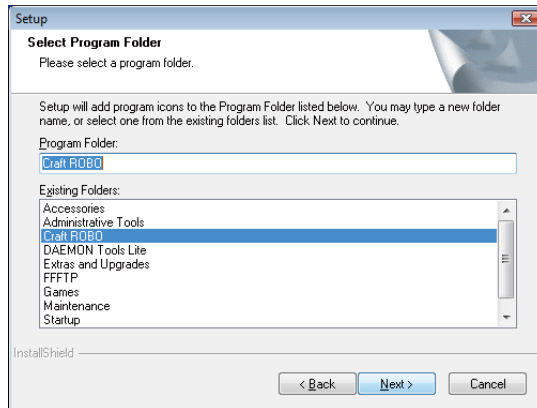 Setup
Select Program Folder
Please select a program folder.
Setup will add program icons to the Program Folder listed below. You may type a new folder
name, or select one from the existing folders list. Click Next to continue.
Program Folder:
Craft ROBO
Existing Folders:
Accessories
Administrative Tools
Craft ROBO
DAEMON Tools Lite
Extras and Upgrades
FFFTP
Games
Maintenance
Startup
InstallShield
< Back Next > Cancel